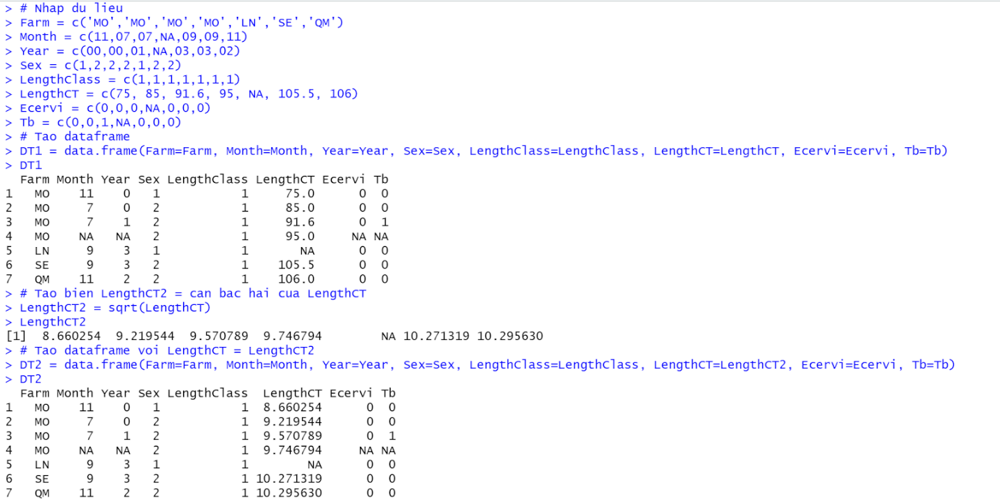 > # Nhap du lieu
> Farm = c('MO','MO','MO','MO','LN','SE','QM')
> Month = c(11,07,07,NA,09,09,11)
> Year = c(00,00,01,NA,03,03,02)
> Sex = c(1,2,2,2,1,2,2)
> LengthClass = c(1,1,1,1,1,1,1)
> LengthCT = c(75, 85, 91.6, 95, NA, 105.5, 106)
> Ecervi = c(0,0,0,NA,0,0,0)
> Tb = c(0,0,1,NA,0,0,0)
> # Tao dataframe
> DT1 = data.frame(Farm=Farm, Month=Month, Year=Year, Sex=Sex, LengthClass=LengthClass, LengthCT=LengthCT, Ecervi=Ecervi, Tb=Tb)
> DT1
  Farm Month Year Sex LengthClass LengthCT Ecervi Tb
1   MO    11    0   1           1     75.0      0  0
2   MO     7    0   2           1     85.0      0  0
3   MO     7    1   2           1     91.6      0  1
4   MO    NA   NA   2           1     95.0     NA NA
5   LN     9    3   1           1       NA      0  0
6   SE     9    3   2           1    105.5      0  0
7   QM    11    2   2           1    106.0      0  0
> # Tao bien LengthCT2 = can bac hai cua LengthCT
> LengthCT2 = sqrt(LengthCT)
> LengthCT2
[1]  8.660254  9.219544  9.570789  9.746794        NA 10.271319 10.295630
> # Tao dataframe voi LengthCT = LengthCT2
> DT2 = data.frame(Farm=Farm, Month=Month, Year=Year, Sex=Sex, LengthClass=LengthClass, LengthCT=LengthCT2, Ecervi=Ecervi, Tb=Tb)
> DT2
  Farm Month Year Sex LengthClass  LengthCT Ecervi Tb
1   MO    11    0   1           1  8.660254      0  0
2   MO     7    0   2           1  9.219544      0  0
3   MO     7    1   2           1  9.570789      0  1
4   MO    NA   NA   2           1  9.746794     NA NA
5   LN     9    3   1           1        NA      0  0
6   SE     9    3   2           1 10.271319      0  0
7   QM    11    2   2           1 10.295630      0  0